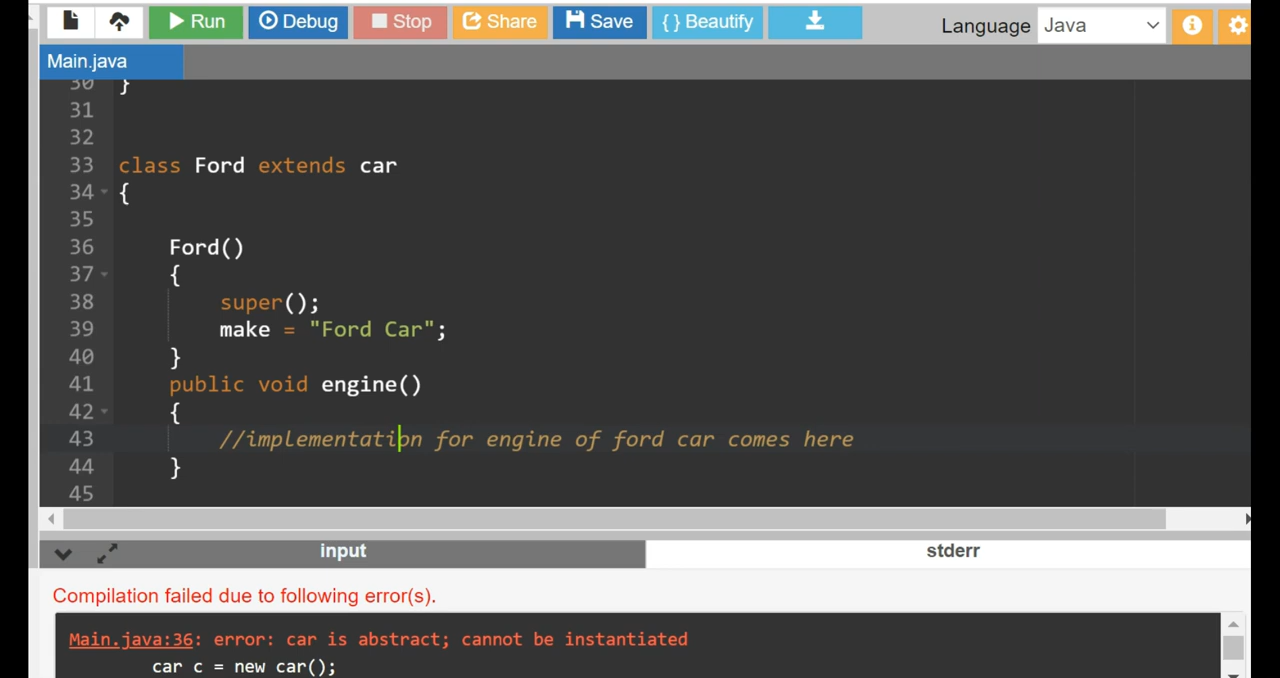 Run Debug Stop Share Save { } Beautify Language Java
Main.java
30 }
31
32
33 class Ford extends car
34 {
35
36 Ford()
37 {
38 super();
39 make = "Ford Car";
40 }
41 public void engine()
42 {
43 //implementation for engine of ford car comes here
44 }
45
input stderr
Compilation failed due to following error(s).
Main.java:36: error: car is abstract; cannot be instantiated
car c = new car();